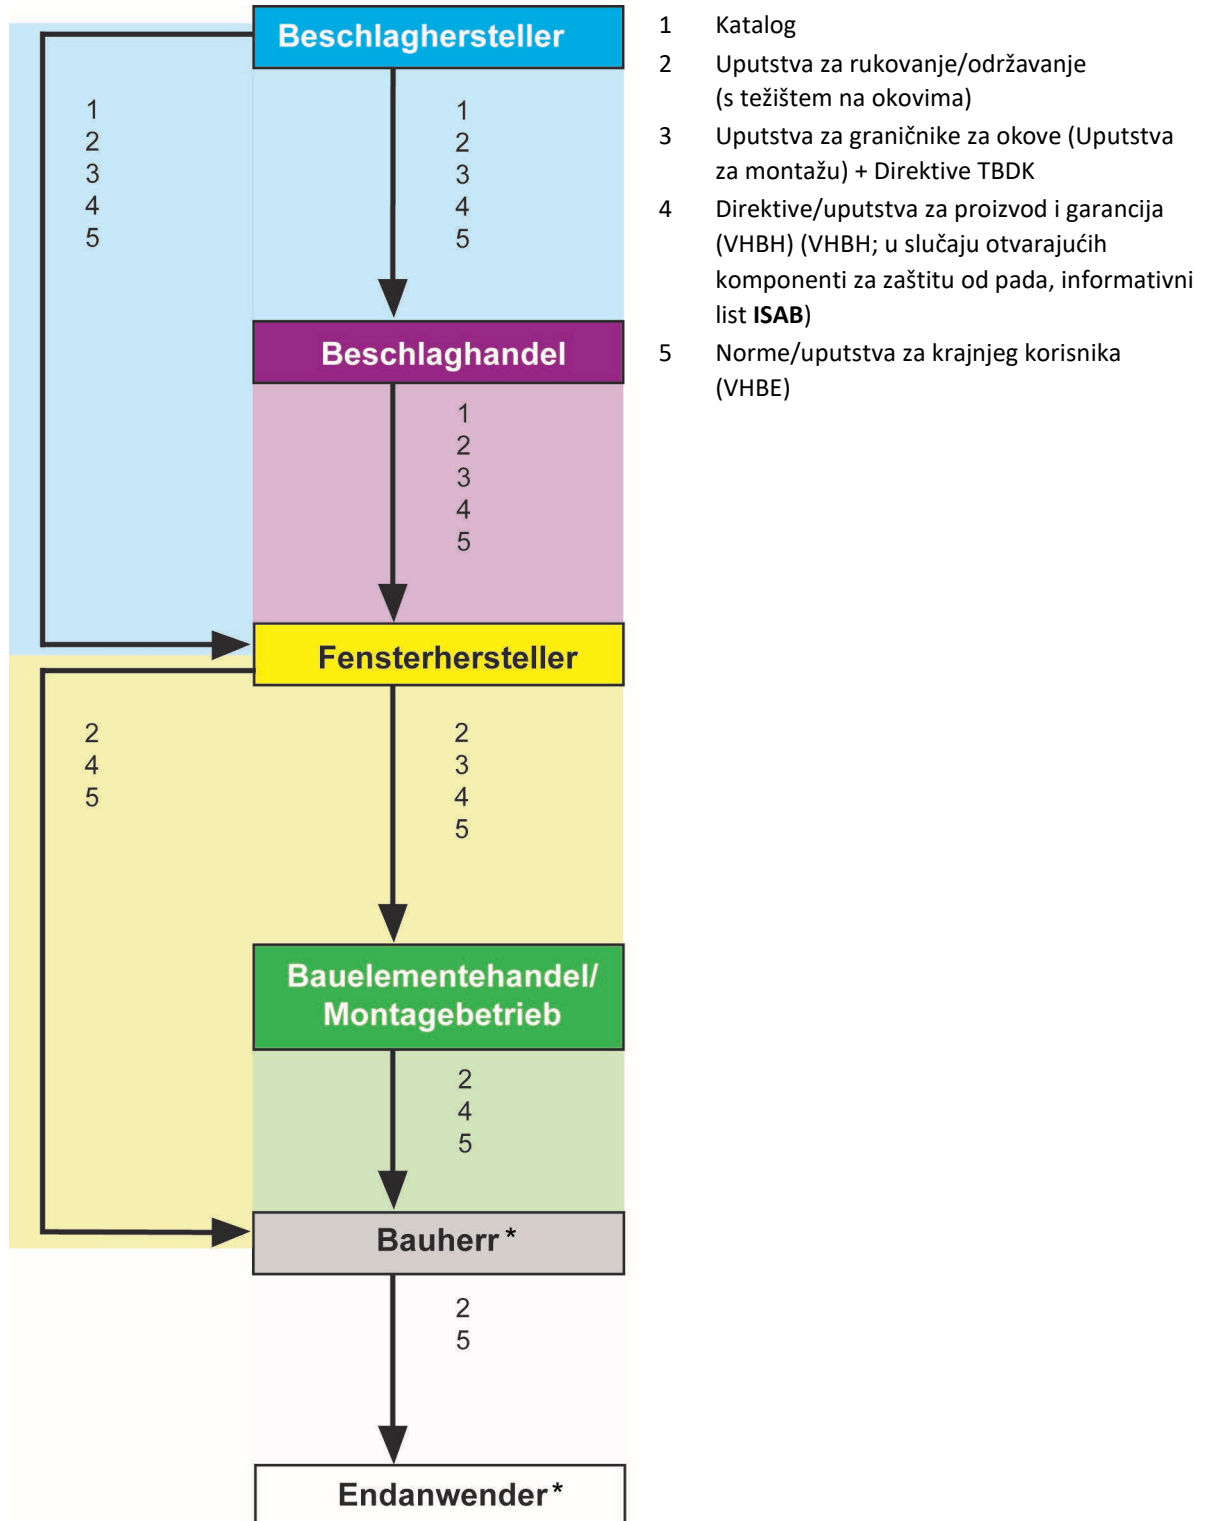 Beschlaghersteller
1
2
3
4
5
1
2
3
4
5
Beschlaghandel
1
2
3
4
5
Fensterhersteller
2
4
5
2
3
4
5
Bauelementehandel/
Montagebetrieb
2
4
5
Bauherr *
2
5
Endanwender *
1 Katalog
2 Uputstva za rukovanje/održavanje
(s težištem na okovima)
3 Uputstva za graničnike za okove (Uputstva
za montažu) + Direktive TBDK
4 Direktive/uputstva za proizvod i garancija
(VHBH) (VHBH; u slučaju otvarajućih
komponenti za zaštitu od pada, informativni
list ISAB)
5 Norme/uputstva za krajnjeg korisnika
(VHBE)